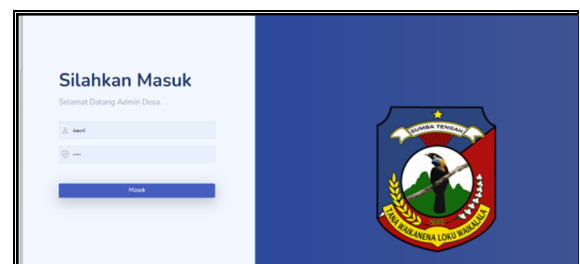 Silahkan Masuk
Selamat Datang Admin Desa.
Masuk
SUMBA TENGAH
TANA WAIKANENA LOKU WAIKALALA